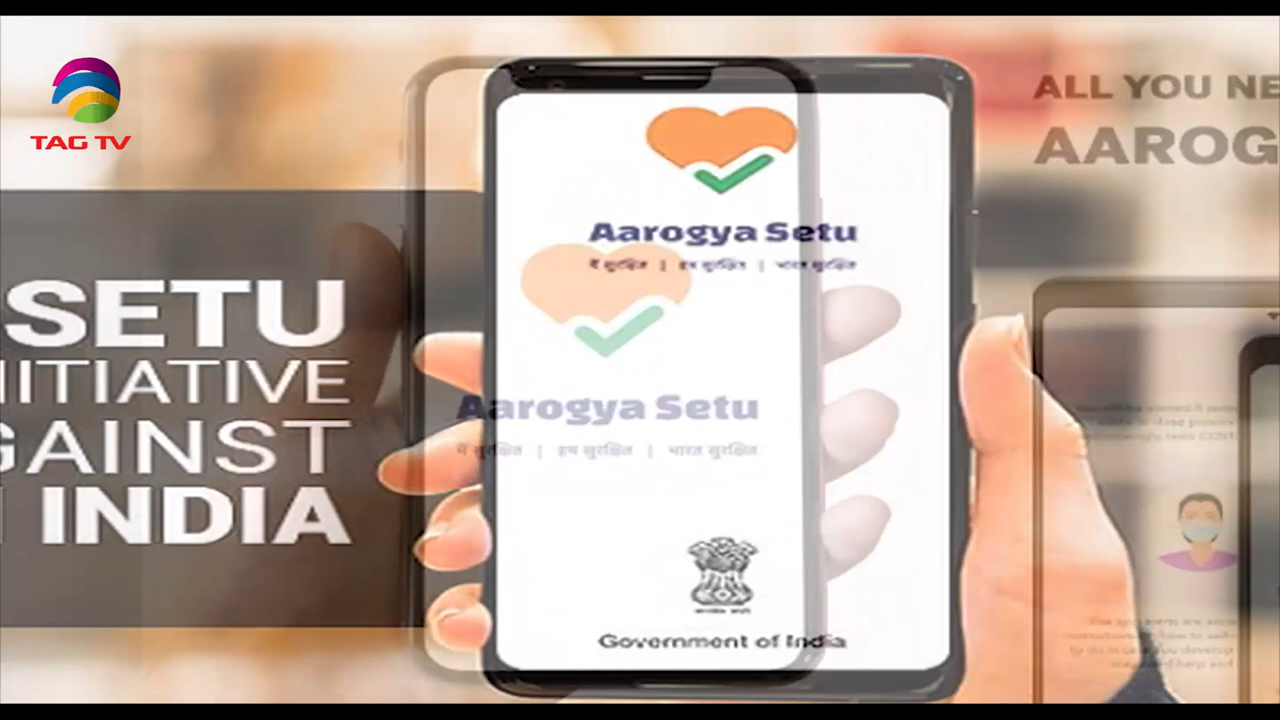 TAG TV
ALL YOU NE
AAROG
Aarogya Setu
मैं सुरक्षित | हम सुरक्षित | भारत सुरक्षित
SETU
NITIATIVE
GAINST
INDIA
Aarogya Setu
मैं सुरक्षित | हम सुरक्षित | भारत सुरक्षित
Government of India